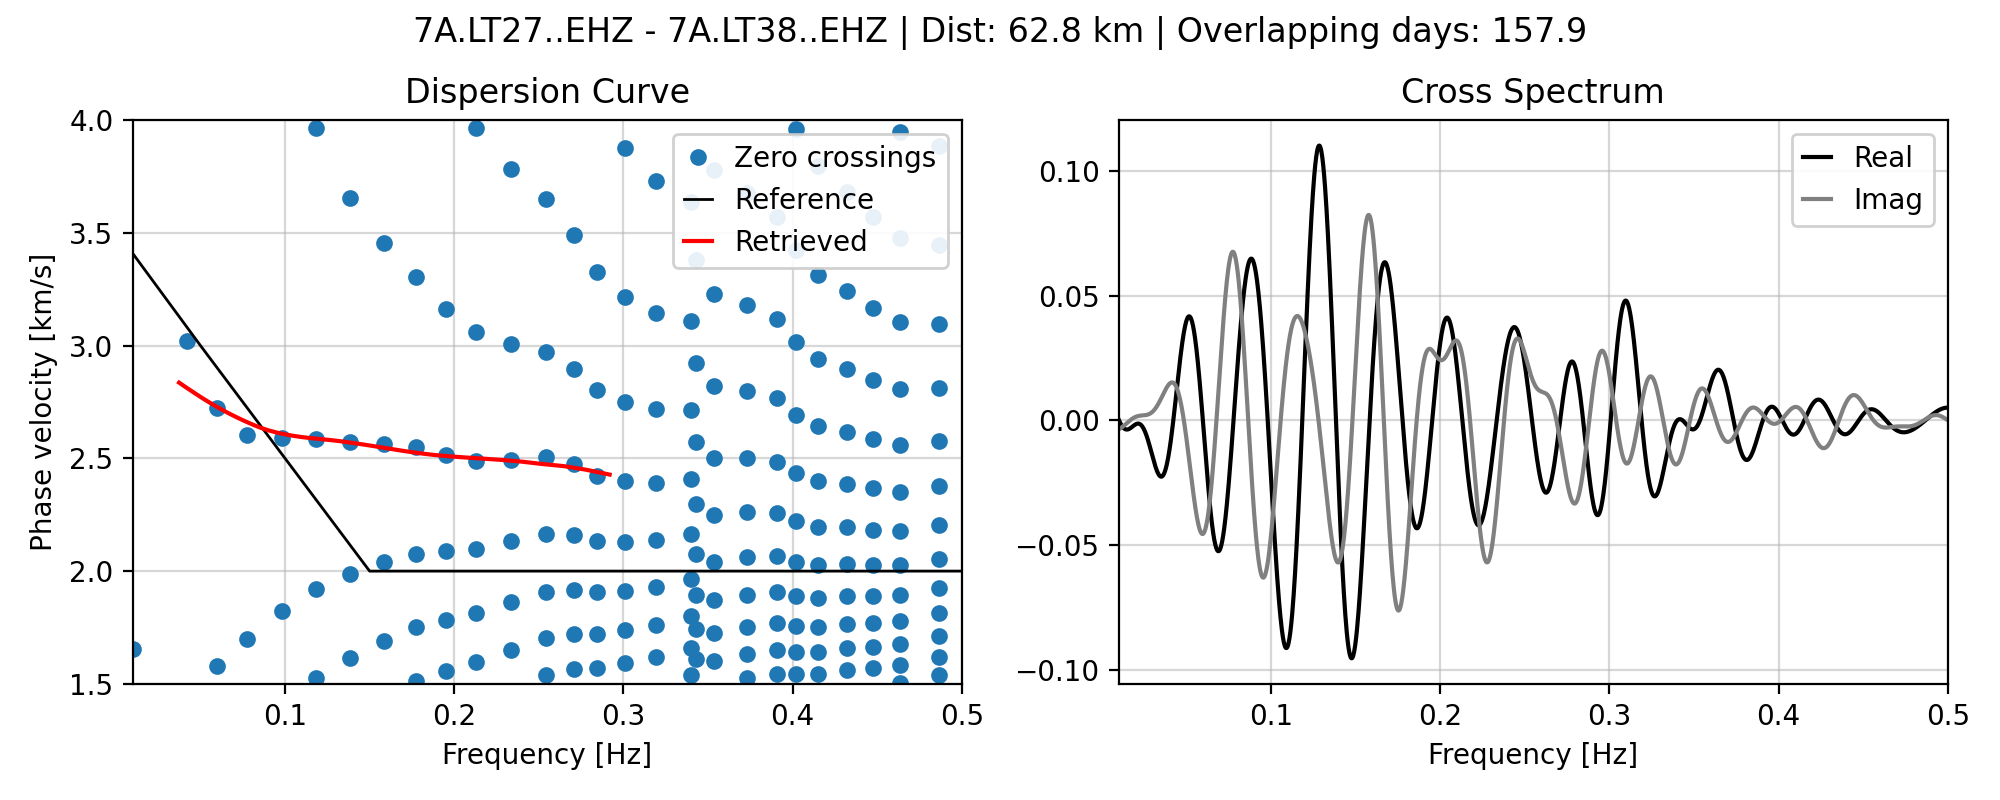 7A.LT27..EHZ - 7A.LT38..EHZ | Dist: 62.8 km | Overlapping days: 157.9
Dispersion Curve
4.0
3.5
3.0
2.5
2.0
1.5
Phase velocity [km/s]
0.1
0.2
0.3
0.4
0.5
Frequency [Hz]
Zero crossings
Reference
Retrieved
Cross Spectrum
0.10
0.05
0.00
−0.05
−0.10
0.1
0.2
0.3
0.4
0.5
Frequency [Hz]
Real
Imag